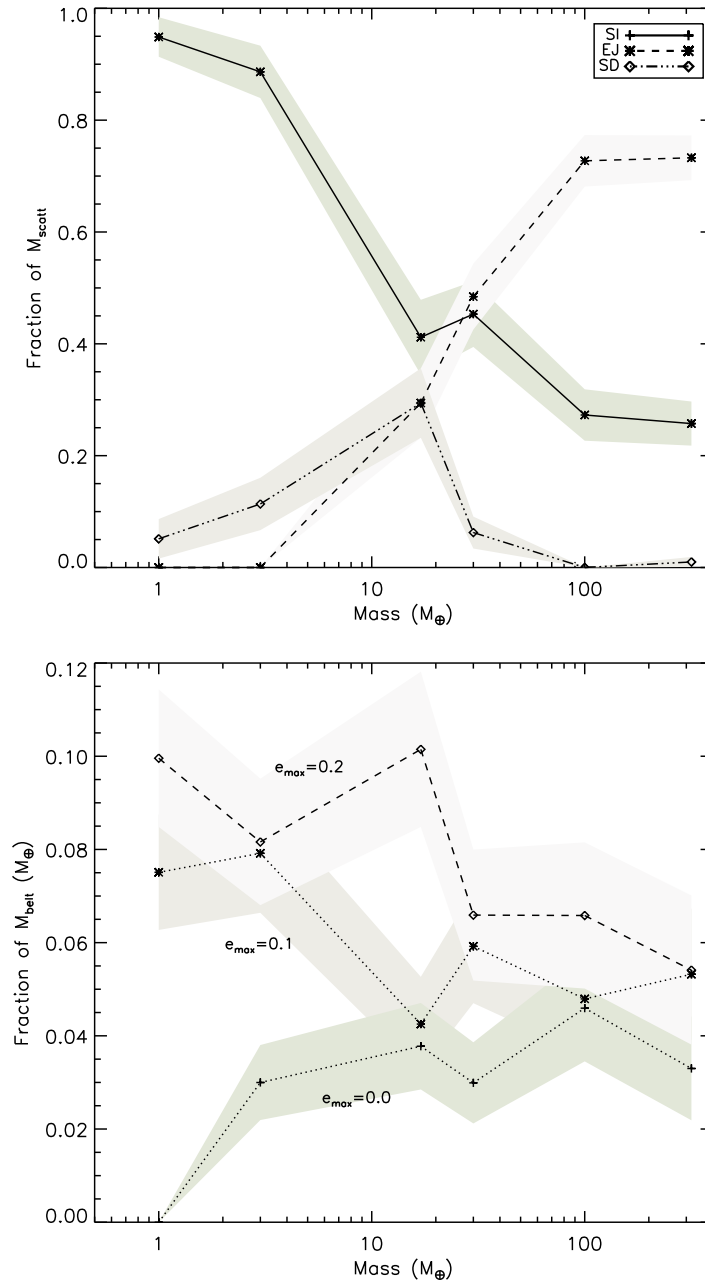 1.0
SI
EJ
SD
0.8
0.6
Fraction of M_scatt
0.4
0.2
0.0
1 10 100
Mass (M⊕)
0.12
0.10
e_max=0.2
0.08
Fraction of M_belt (M⊕)
0.06
e_max=0.1
0.04
e_max=0.0
0.02
0.00
1 10 100
Mass (M⊕)